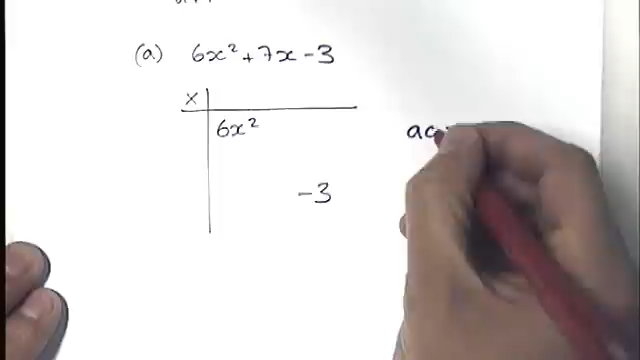 (a) 6x² + 7x - 3
×
6x²
ac
-3